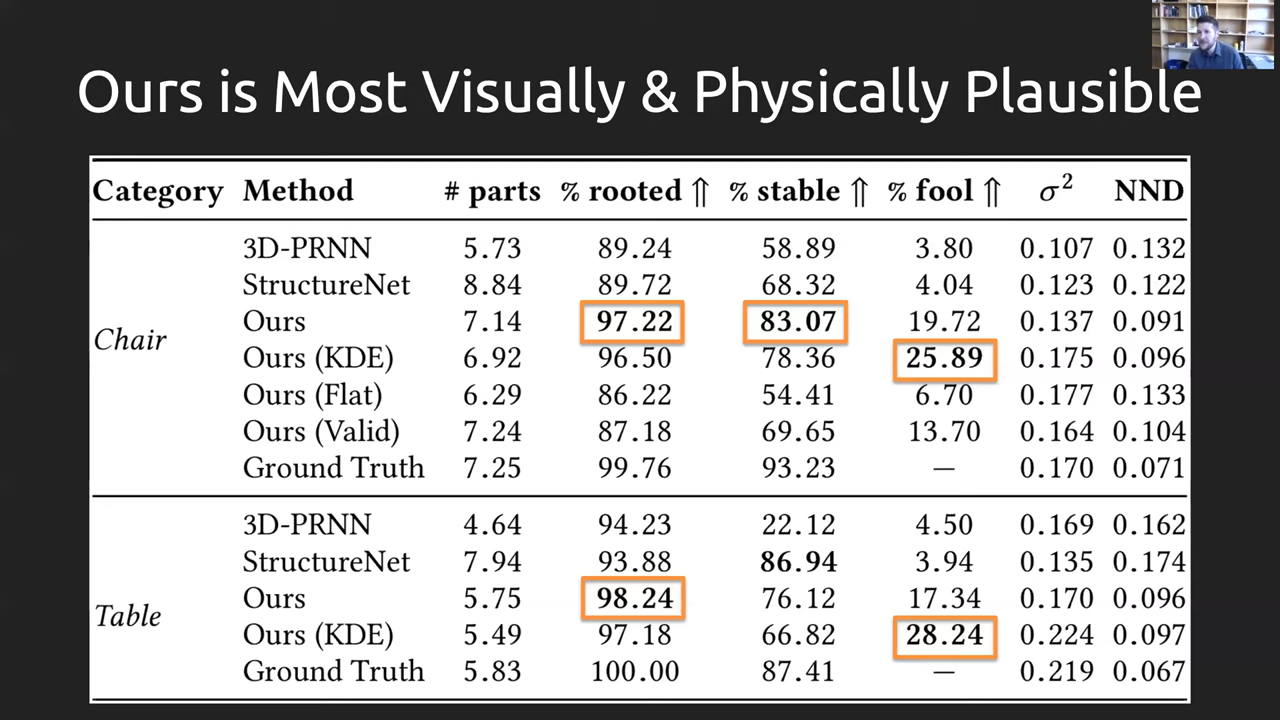 Ours is Most Visually & Physically Plausible
Category Method # parts % rooted ⇑ % stable ⇑ % fool ⇑ σ² NND
3D-PRNN 5.73 89.24 58.89 3.80 0.107 0.132
StructureNet 8.84 89.72 68.32 4.04 0.123 0.122
Ours 7.14 97.22 83.07 19.72 0.137 0.091
Chair
Ours (KDE) 6.92 96.50 78.36 25.89 0.175 0.096
Ours (Flat) 6.29 86.22 54.41 6.70 0.177 0.133
Ours (Valid) 7.24 87.18 69.65 13.70 0.164 0.104
Ground Truth 7.25 99.76 93.23 — 0.170 0.071
3D-PRNN 4.64 94.23 22.12 4.50 0.169 0.162
StructureNet 7.94 93.88 86.94 3.94 0.135 0.174
Ours 5.75 98.24 76.12 17.34 0.170 0.096
Table
Ours (KDE) 5.49 97.18 66.82 28.24 0.224 0.097
Ground Truth 5.83 100.00 87.41 — 0.219 0.067